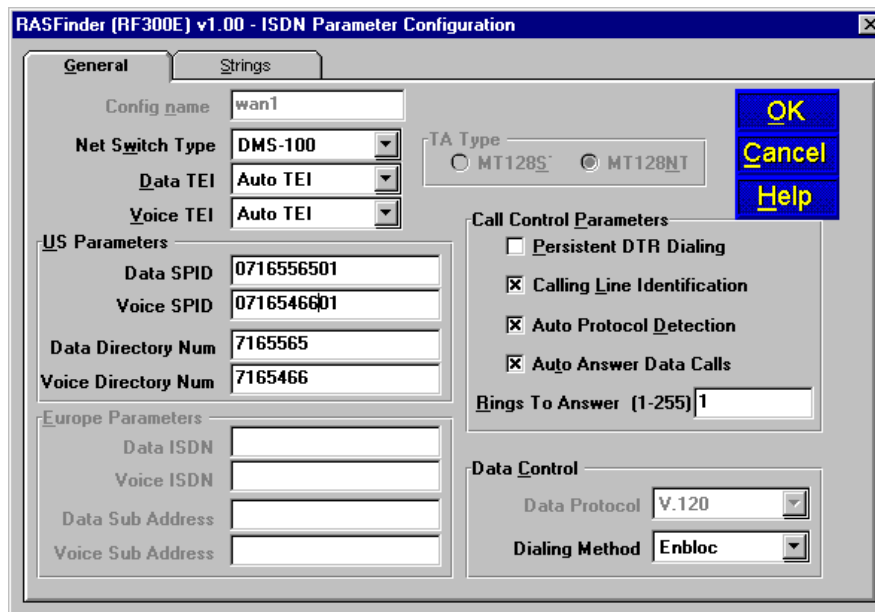 RASFinder (RF300E) v1.00 - ISDN Parameter Configuration
General
Strings
Config name wan1
Net Switch Type DMS-100
Data TEI Auto TEI
Voice TEI Auto TEI
TA Type
MT128S
MT128NT
OK
Cancel
Help
US Parameters
Data SPID 0716556501
Voice SPID 0716546601
Data Directory Num 7165565
Voice Directory Num 7165466
Europe Parameters
Data ISDN
Voice ISDN
Data Sub Address
Voice Sub Address
Call Control Parameters
Persistent DTR Dialing
Calling Line Identification
Auto Protocol Detection
Auto Answer Data Calls
Rings To Answer (1-255) 1
Data Control
Data Protocol V.120
Dialing Method Enbloc